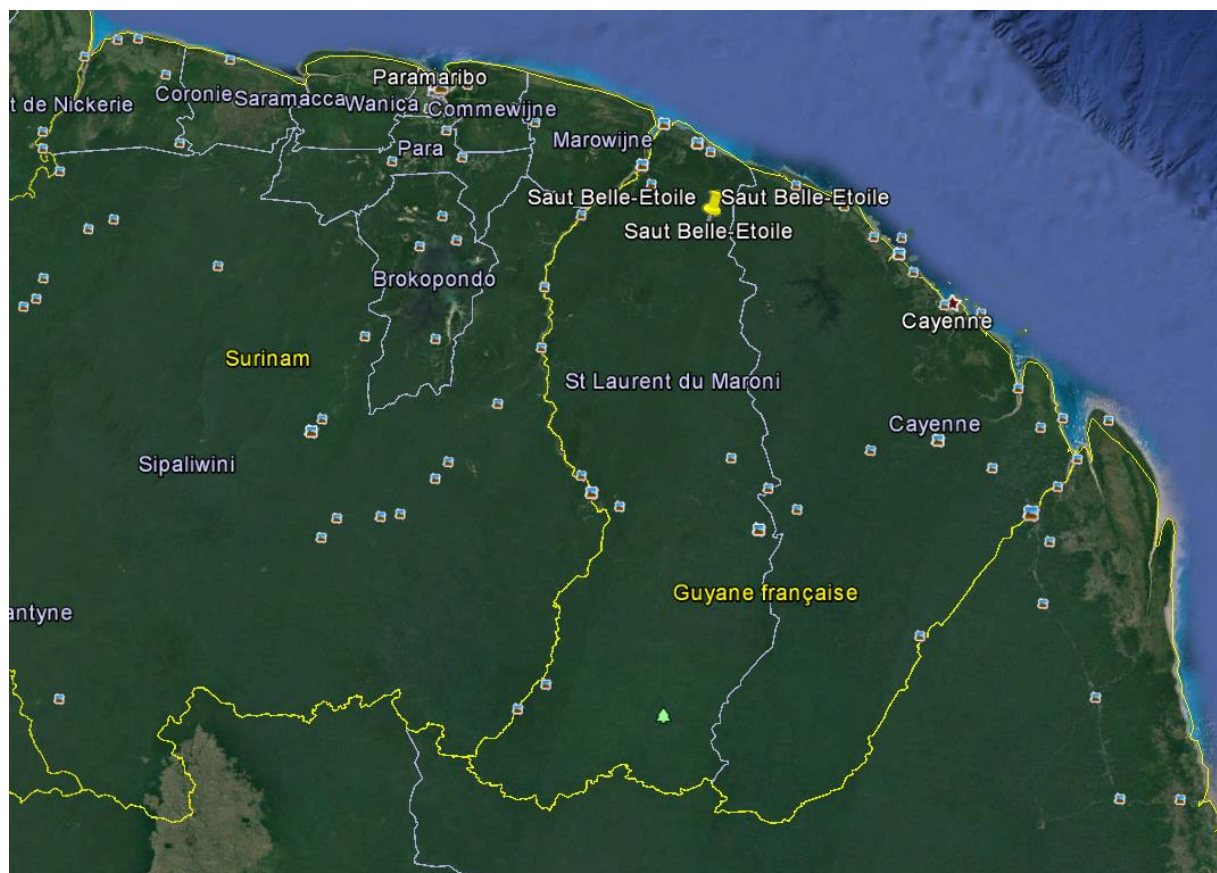 Paramaribo
t de Nickerie
Coronie
Saramacca
Wanica
Commewijne
Marowijne
Para
Saut Belle-Etoile
Saut Belle-Etoile
Saut Belle-Etoile
Brokopondo
Cayenne
Surinam
St Laurent du Maroni
Cayenne
Sipaliwini
Guyane française
antyne